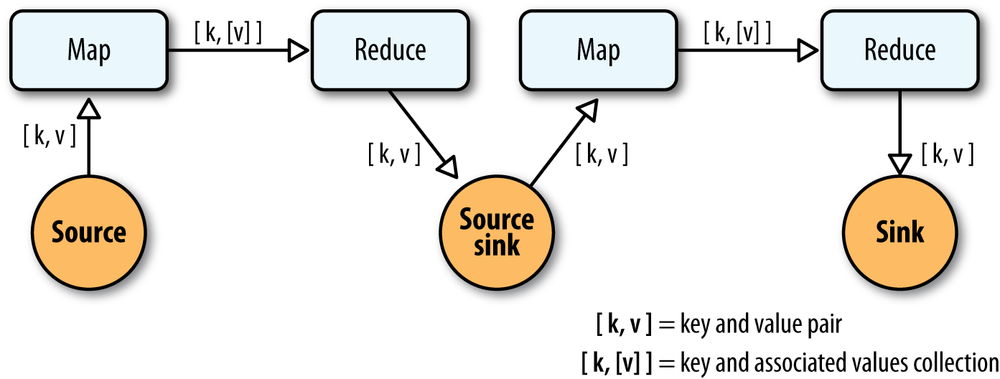 Map
[ k, [v] ]
Reduce
Map
[ k, [v] ]
Reduce
[ k, v ]
[ k, v ]
[ k, v ]
[ k, v ]
Source
Source
sink
Sink
[ k, v ] = key and value pair
[ k, [v] ] = key and associated values collection